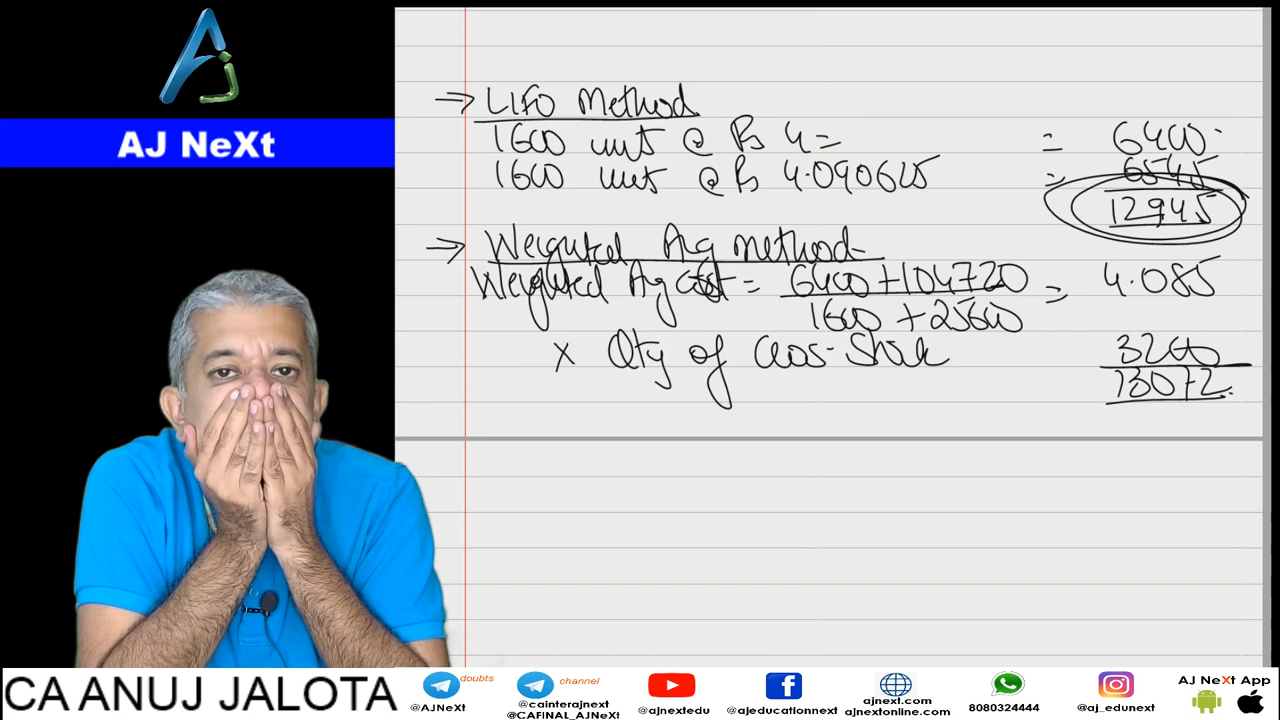 AJ NeXt
→ LIFO Method
1600 unit @ Rs 4 = = 6400
1600 unit @ Rs 4.090625 = 6545
12945
→ Weighted Avg method
Weighted Avg Cost = 6400 + 104720 / 1600 + 25600 = 4.085
x Qty of Clos. Stock 3200
13072
CA ANUJ JALOTA
doubts
@AJNeXt
channel
@cainterajnext
@CAFINAL_AJNeXt
@ajnextedu
@ajeducationnext
ajnext.com
ajnextonline.com
8080324444
@aj_edunext
AJ NeXt App